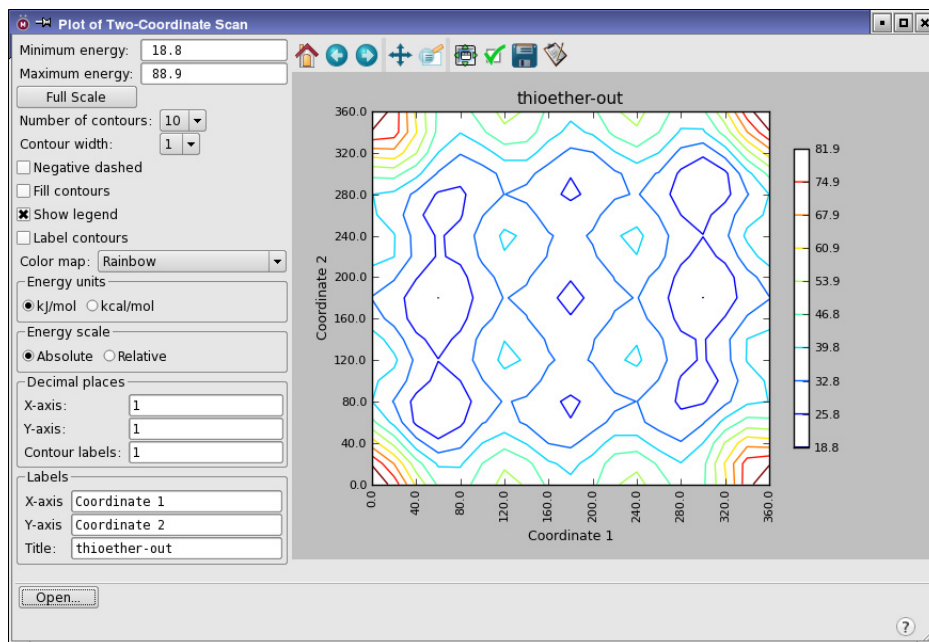 Plot of Two-Coordinate Scan
Minimum energy: 18.8
Maximum energy: 88.9
Full Scale
Number of contours: 10
Contour width: 1
Negative dashed
Fill contours
Show legend
Label contours
Color map: Rainbow
Energy units
kJ/mol kcal/mol
Energy scale
Absolute Relative
Decimal places
X-axis: 1
Y-axis: 1
Contour labels: 1
Labels
X-axis Coordinate 1
Y-axis Coordinate 2
Title: thioether-out
Open...
thioether-out
360.0
320.0
280.0
240.0
200.0
160.0
120.0
80.0
40.0
0.0
Coordinate 2
0.0 40.0 80.0 120.0 160.0 200.0 240.0 280.0 320.0 360.0
Coordinate 1
81.9
74.9
67.9
60.9
53.9
46.8
39.8
32.8
25.8
18.8
?